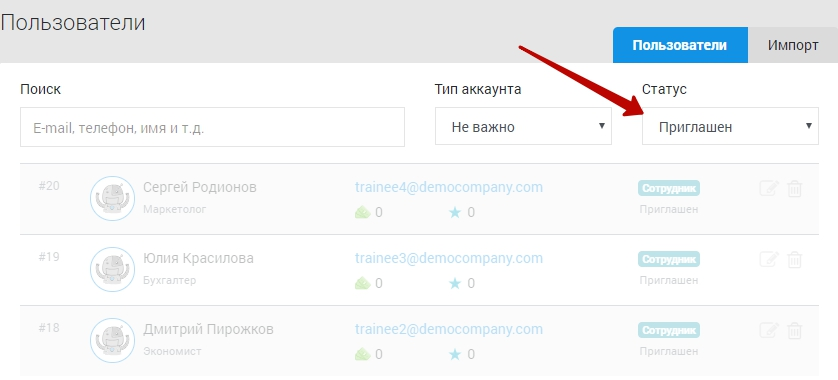 Пользователи
Пользователи Импорт
Поиск Тип аккаунта Статус
E-mail, телефон, имя и т.д. Не важно Приглашен
#20 Сергей Родионов trainee4@democompany.com Сотрудник
Маркетолог 0 0 Приглашен
#19 Юлия Красилова trainee3@democompany.com Сотрудник
Бухгалтер 0 0 Приглашен
#18 Дмитрий Пирожков trainee2@democompany.com Сотрудник
Экономист 0 0 Приглашен